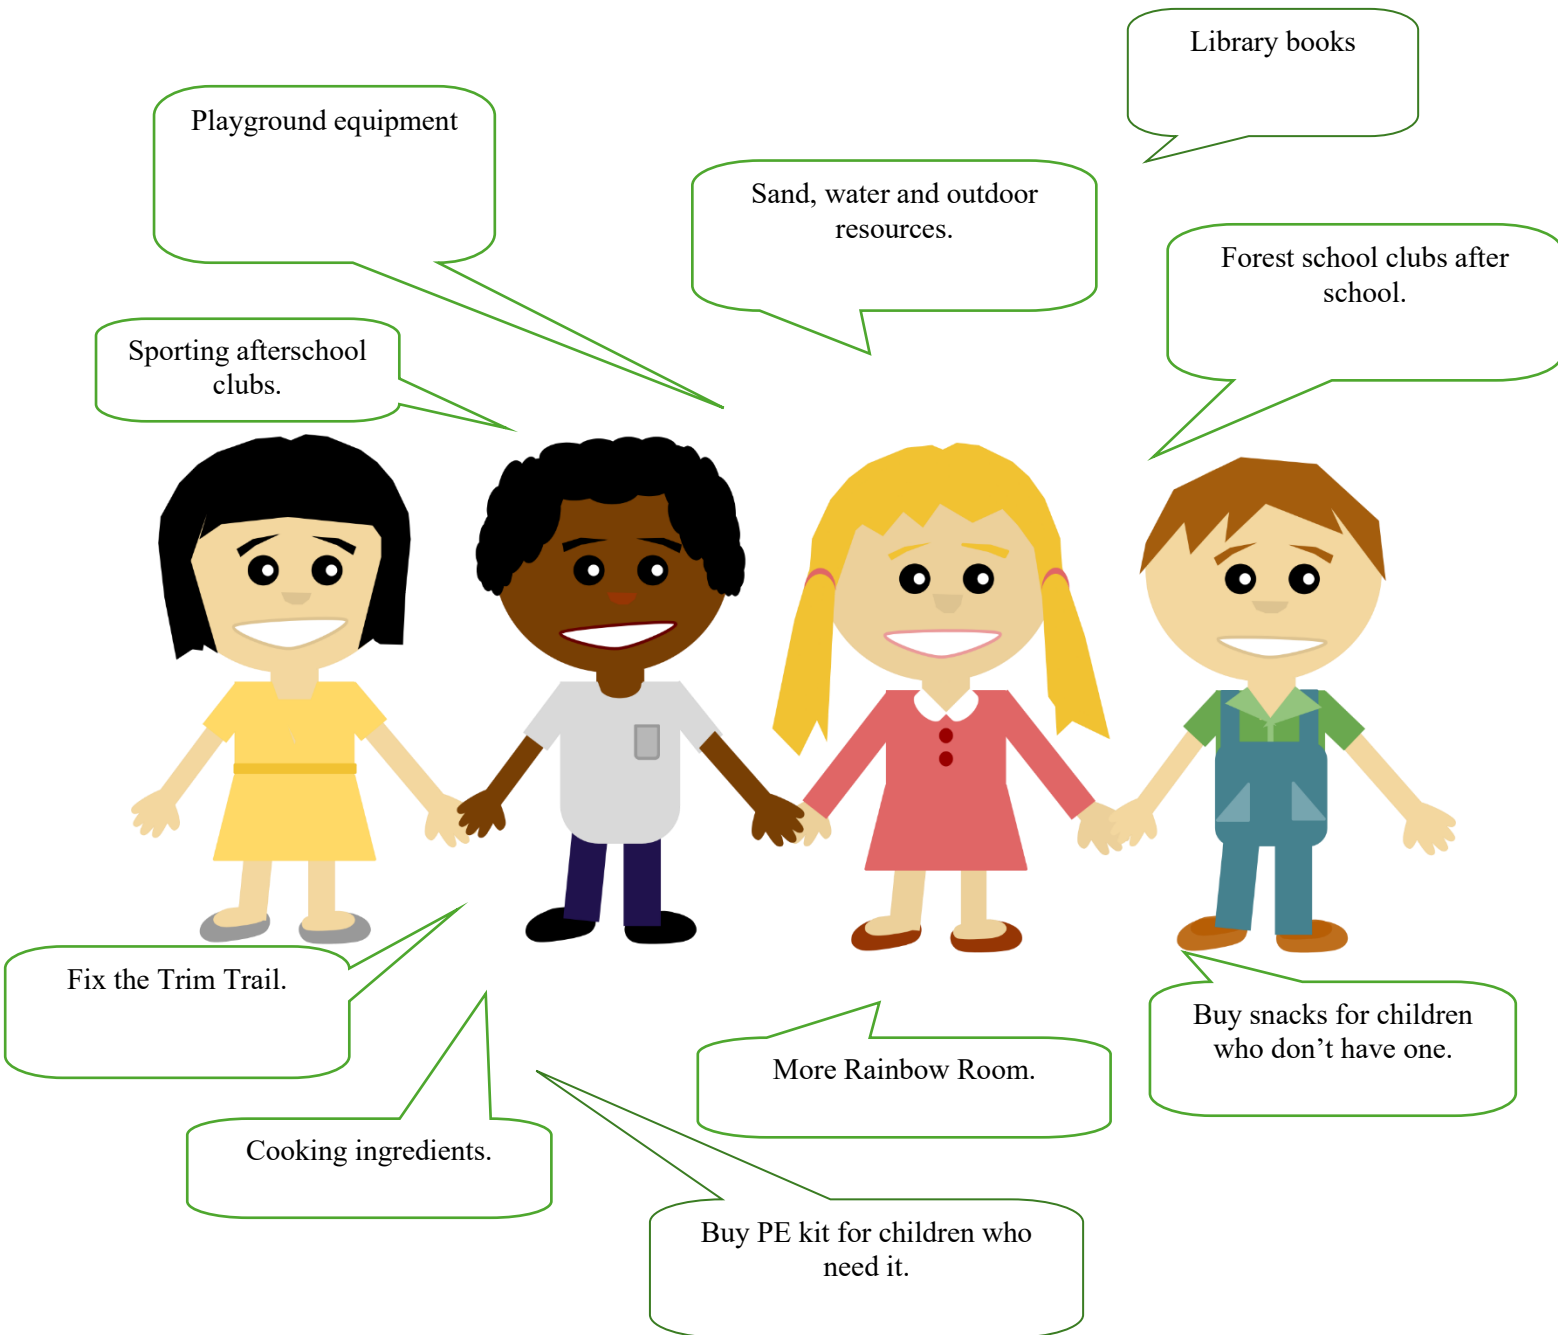 Library books
Playground equipment
Sand, water and outdoor
resources.
Forest school clubs after
school.
Sporting afterschool
clubs.
Fix the Trim Trail.
Buy snacks for children
who don’t have one.
More Rainbow Room.
Cooking ingredients.
Buy PE kit for children who
need it.